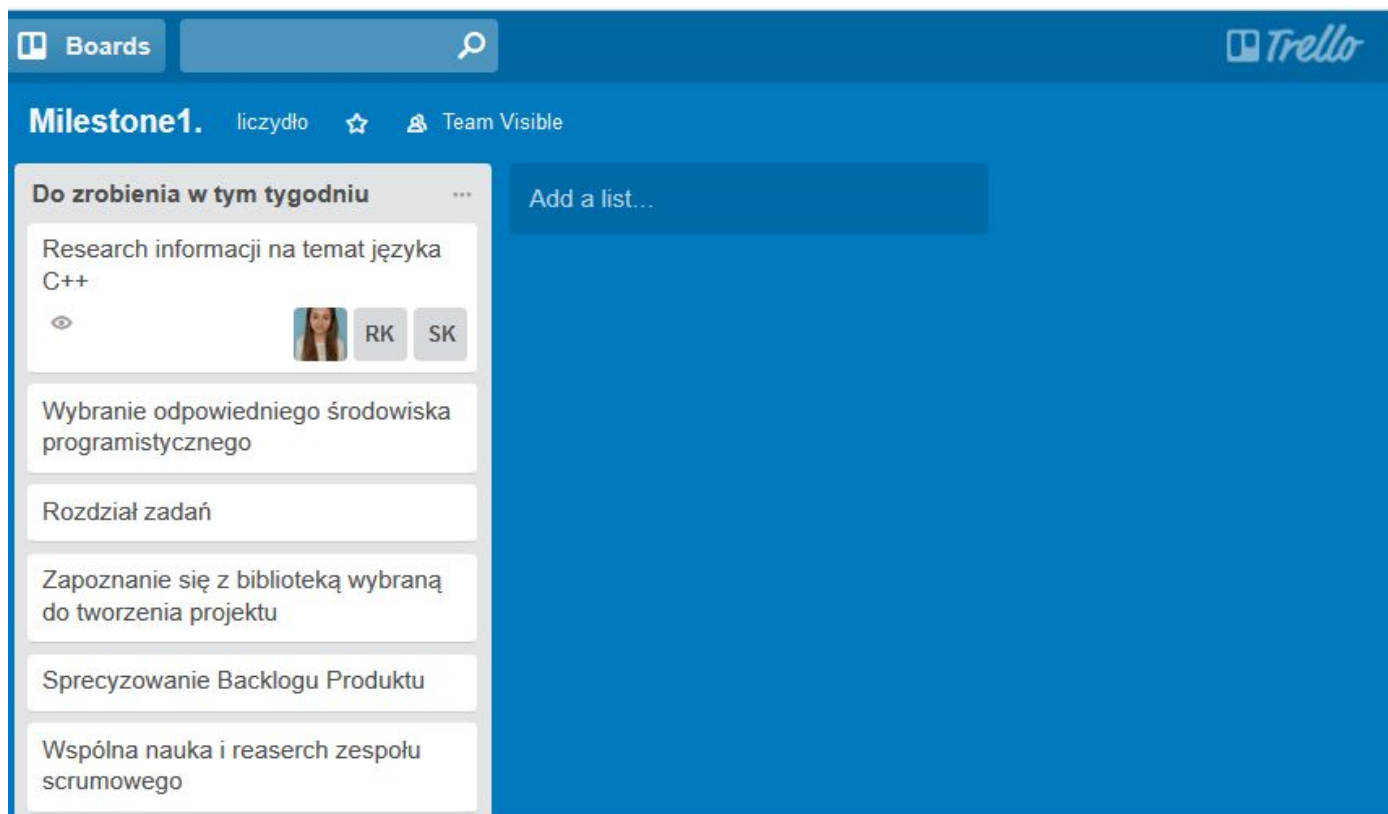 Boards
Trello
Milestone1. liczydło Team Visible
Do zrobienia w tym tygodniu ...
Add a list...
Research informacji na temat języka
C++
RK SK
Wybranie odpowiedniego środowiska
programistycznego
Rozdział zadań
Zapoznanie się z biblioteką wybraną
do tworzenia projektu
Sprecyzowanie Backlogu Produktu
Wspólna nauka i reaserch zespołu
scrumowego